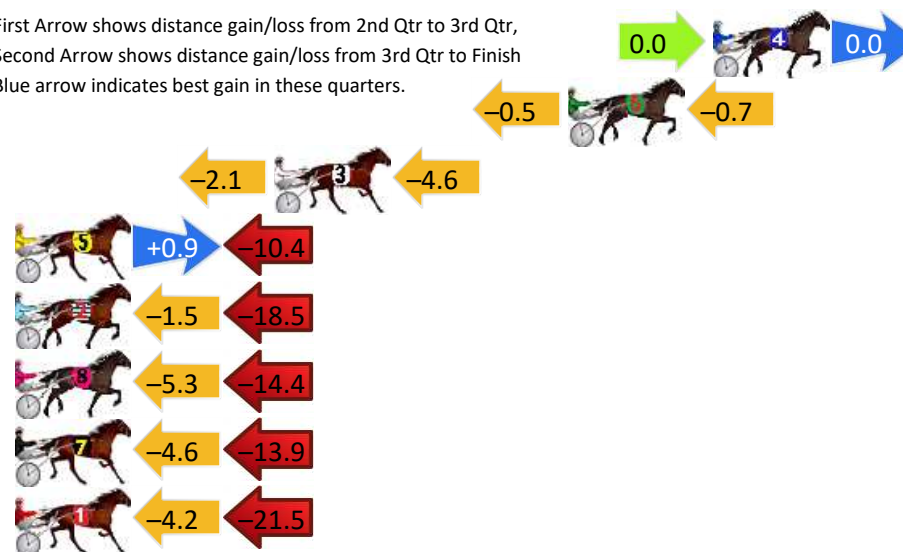 First Arrow shows distance gain/loss from 2nd Qtr to 3rd Qtr,
Second Arrow shows distance gain/loss from 3rd Qtr to Finish
Blue arrow indicates best gain in these quarters.
0.0 4 0.0
–0.5 6 –0.7
–2.1 3 –4.6
5 +0.9 –10.4
–1.5 –18.5
8 –5.3 –14.4
7 –4.6 –13.9
1 –4.2 –21.5